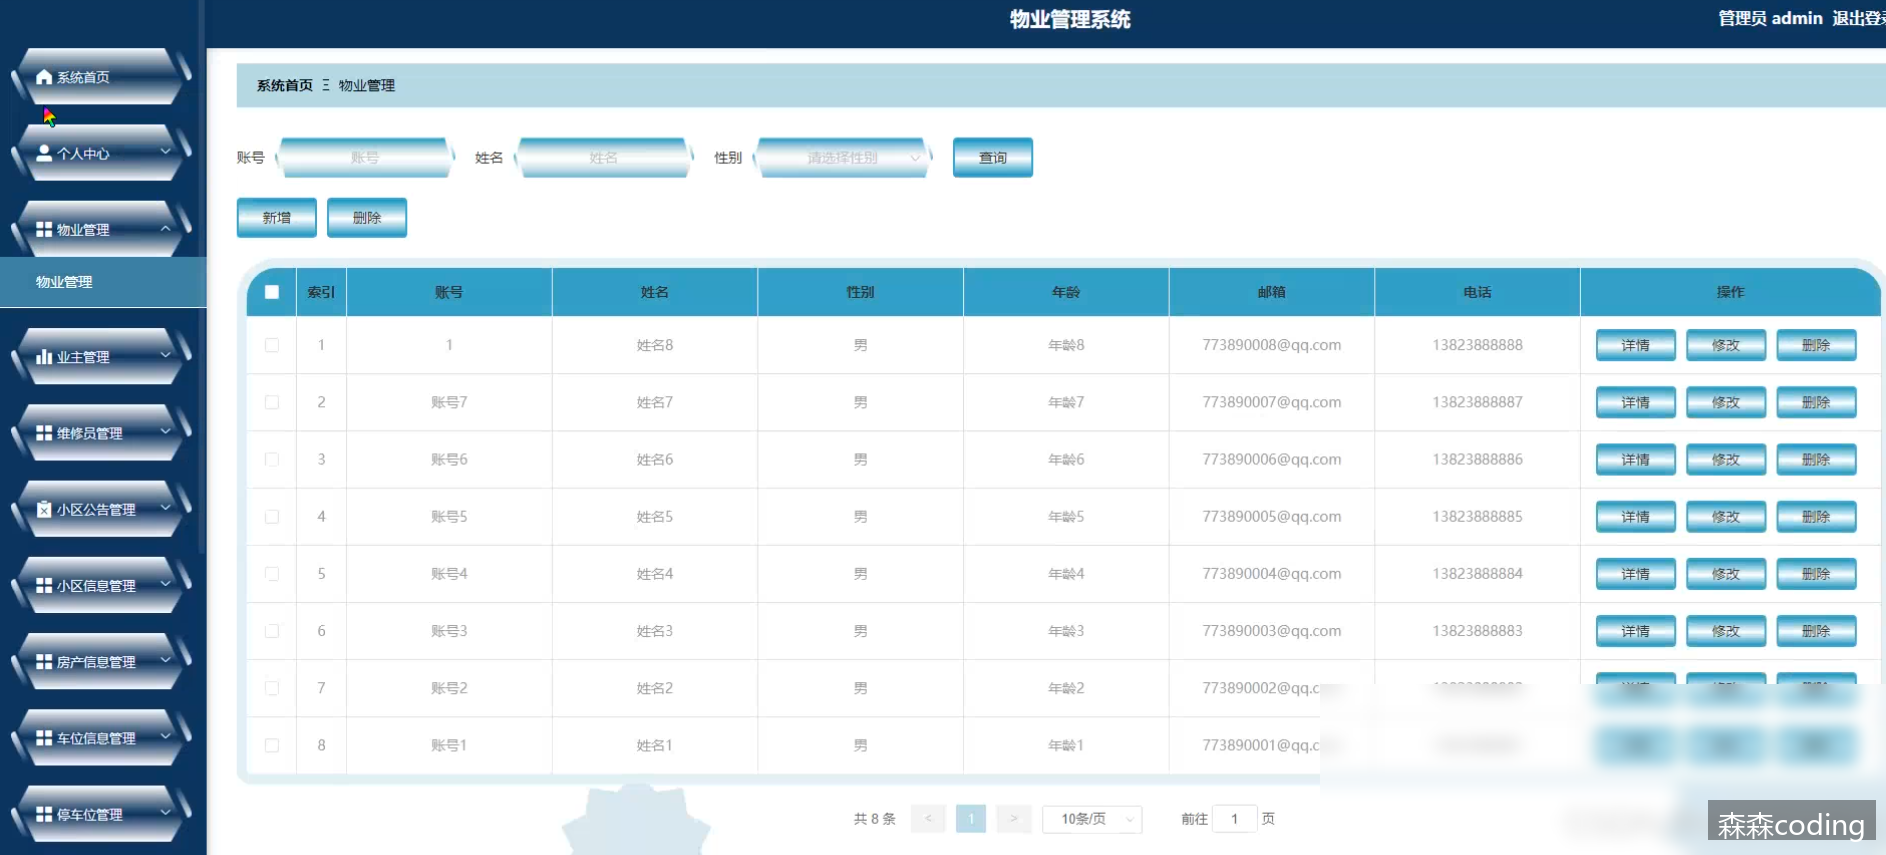 物业管理系统
管理员 admin 退出登录
系统首页
个人中心
物业管理
物业管理
业主管理
维修员管理
小区公告管理
小区信息管理
房产信息管理
车位信息管理
停车位管理
系统首页 Ξ 物业管理
账号 账号 姓名 姓名 性别 请选择性别 查询
新增 删除
索引 账号 姓名 性别 年龄 邮箱 电话 操作
1 1 姓名8 男 年龄8 773890008@qq.com 13823888888 详情 修改 删除
2 账号7 姓名7 男 年龄7 773890007@qq.com 13823888887 详情 修改 删除
3 账号6 姓名6 男 年龄6 773890006@qq.com 13823888886 详情 修改 删除
4 账号5 姓名5 男 年龄5 773890005@qq.com 13823888885 详情 修改 删除
5 账号4 姓名4 男 年龄4 773890004@qq.com 13823888884 详情 修改 删除
6 账号3 姓名3 男 年龄3 773890003@qq.com 13823888883 详情 修改 删除
7 账号2 姓名2 男 年龄2 773890002@qq.c
8 账号1 姓名1 男 年龄1 773890001@qq.c
共 8 条 < 1 > 10条/页 前往 1 页
森森coding